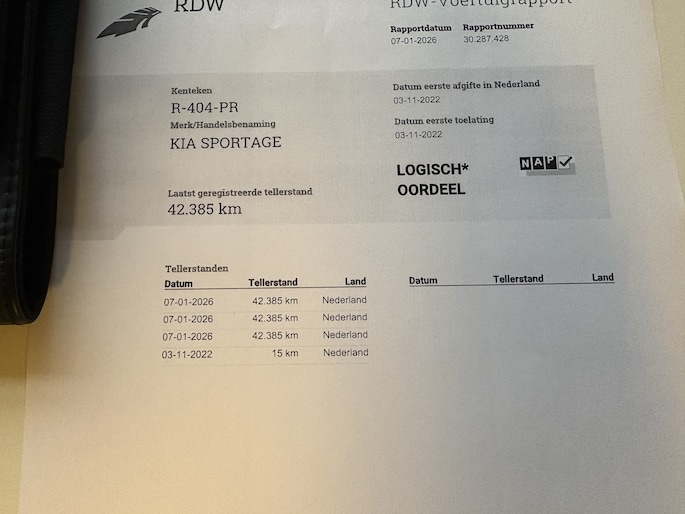 RDW
RDW-Voertuigrapport
Rapportdatum Rapportnummer
07-01-2026 30.287.428
Kenteken
R-404-PR
Merk/Handelsbenaming
KIA SPORTAGE
Datum eerste afgifte in Nederland
03-11-2022
Datum eerste toelating
03-11-2022
LOGISCH*
OORDEEL
NAP
Laatst geregistreerde tellerstand
42.385 km
Tellerstanden
Datum Tellerstand Land
07-01-2026 42.385 km Nederland
07-01-2026 42.385 km Nederland
07-01-2026 42.385 km Nederland
03-11-2022 15 km Nederland
Datum Tellerstand Land